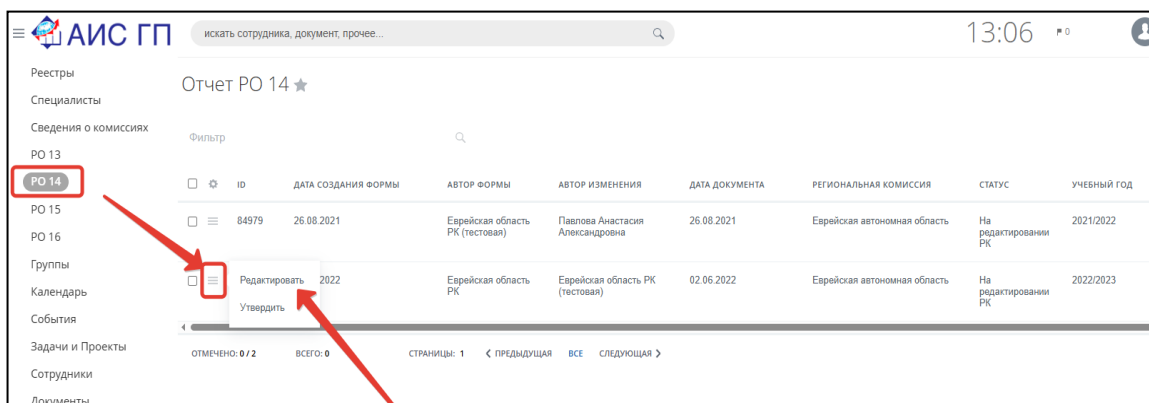 АИС ГП
искать сотрудника, документ, прочее...
13:06
0
Реестры
Специалисты
Сведения о комиссиях
РО 13
РО 14
РО 15
РО 16
Группы
Календарь
События
Задачи и Проекты
Сотрудники
Документы
Отчет РО 14
Фильтр
ID ДАТА СОЗДАНИЯ ФОРМЫ АВТОР ФОРМЫ АВТОР ИЗМЕНЕНИЯ ДАТА ДОКУМЕНТА РЕГИОНАЛЬНАЯ КОМИССИЯ СТАТУС УЧЕБНЫЙ ГОД
84979 26.08.2021 Еврейская область Павлова Анастасия 26.08.2021 Еврейская автономная область На 2021/2022
РК (тестовая) Александровна редактировании
РК
Редактировать 2022 Еврейская область Еврейская область РК 02.06.2022 Еврейская автономная область На 2022/2023
РК (тестовая) редактировании
РК
Утвердить
ОТМЕЧЕНО: 0 / 2 ВСЕГО: 0 СТРАНИЦЫ: 1 ПРЕДЫДУЩАЯ ВСЕ СЛЕДУЮЩАЯ